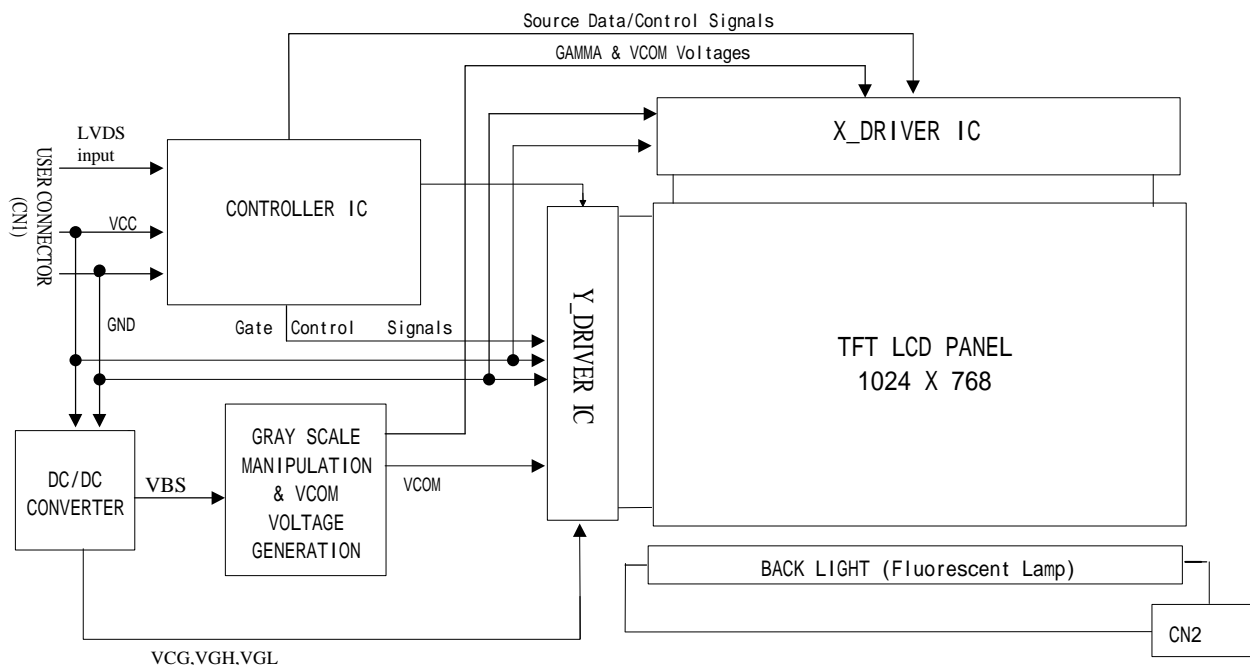 Source Data/Control Signals
GAMMA & VCOM Voltages
X_DRIVER IC
LVDS
input
USER CONNECTOR
(CN1)
CONTROLLER IC
VCC
GND
Gate Control Signals
Y_DRIVER IC
TFT LCD PANEL
1024 X 768
DC/DC
CONVERTER
VBS
GRAY SCALE
MANIPULATION
& VCOM
VOLTAGE
GENERATION
VCOM
BACK LIGHT (Fluorescent Lamp)
CN2
VCG,VGH,VGL